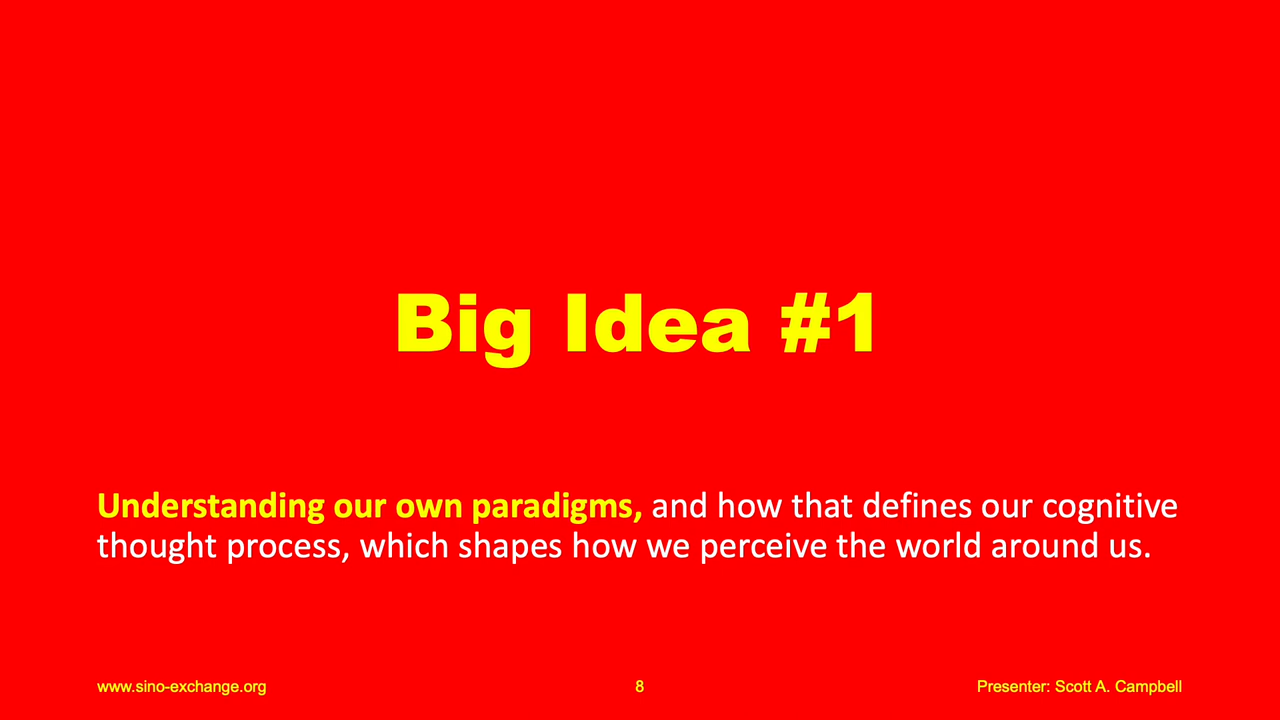 Big Idea #1
Understanding our own paradigms, and how that defines our cognitive
thought process, which shapes how we perceive the world around us.
www.sino-exchange.org
8
Presenter: Scott A. Campbell